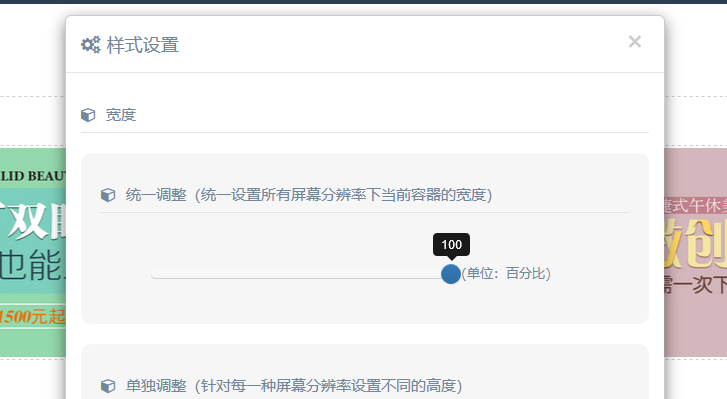 样式设置
宽度
统一调整（统一设置所有屏幕分辨率下当前容器的宽度）
100
(单位：百分比)
单独调整（针对每一种屏幕分辨率设置不同的高度）
LID BEAU
双
也能
1500元起
式午休
创
需一次下